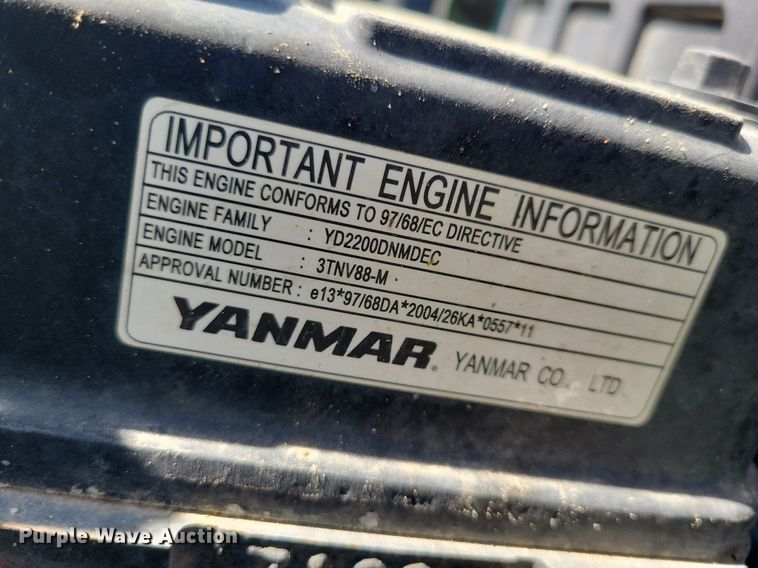 IMPORTANT ENGINE INFORMATION
THIS ENGINE CONFORMS TO 97/68/EC DIRECTIVE
ENGINE FAMILY : YD2200DNMDEC
ENGINE MODEL : 3TNV88-M
APPROVAL NUMBER : e13*97/68DA*2004/26KA*0557*11
YANMAR® YANMAR CO., LTD.
Purple Wave Auction®